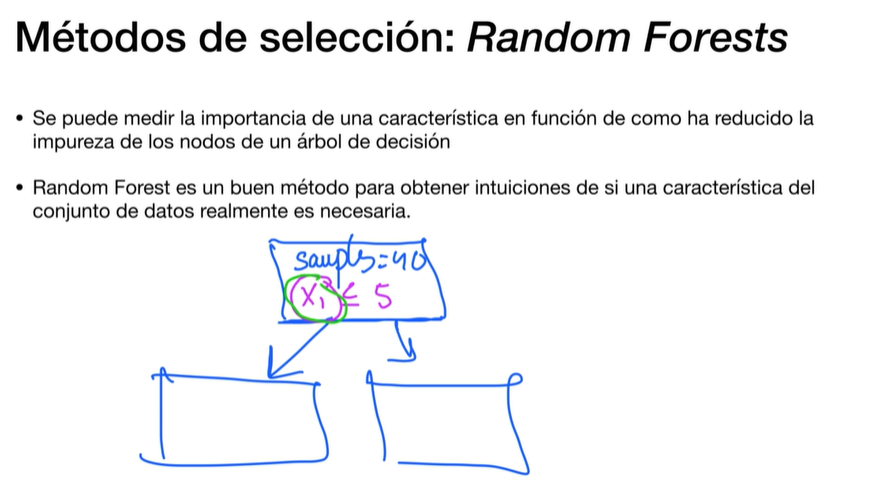 Métodos de selección: Random Forests
• Se puede medir la importancia de una característica en función de como ha reducido la
impureza de los nodos de un árbol de decisión
• Random Forest es un buen método para obtener intuiciones de si una característica del
conjunto de datos realmente es necesaria.
samples=40
x₁ ≤ 5